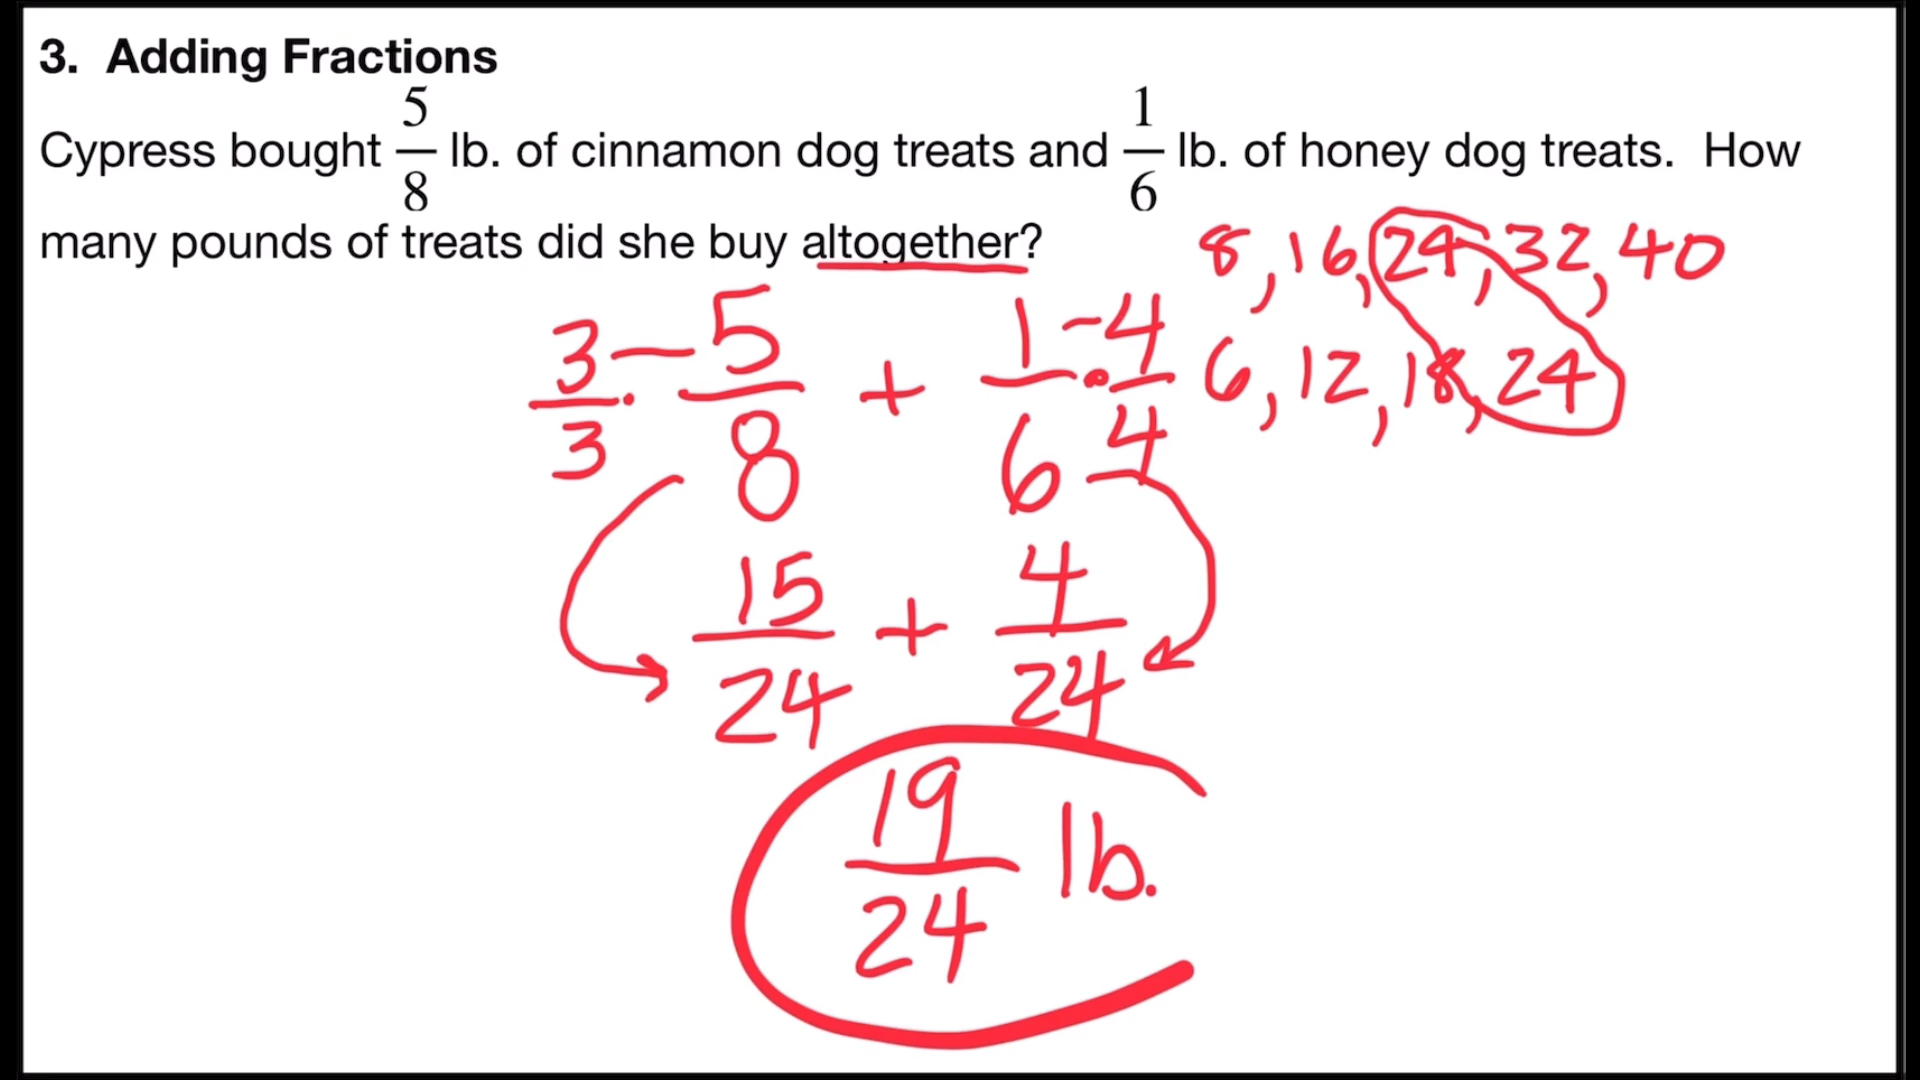 3. Adding Fractions
Cypress bought 5/8 lb. of cinnamon dog treats and 1/6 lb. of honey dog treats. How
many pounds of treats did she buy altogether?
8, 16, 24, 32, 40
6, 12, 18, 24
3/3 · 5/8 + 1/6 · 4/4
15/24 + 4/24
19/24 lb.